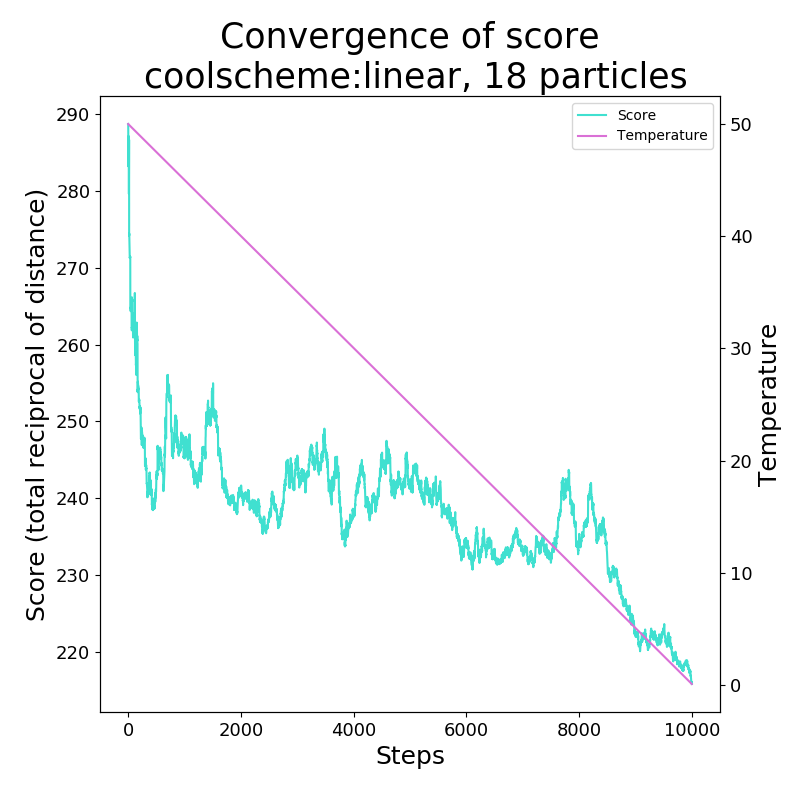 Convergence of score
coolscheme:linear, 18 particles
Score
Temperature
Score (total reciprocal of distance)
290
280
270
260
250
240
230
220
50
40
30
20
10
0
Temperature
0
2000
4000
6000
8000
10000
Steps